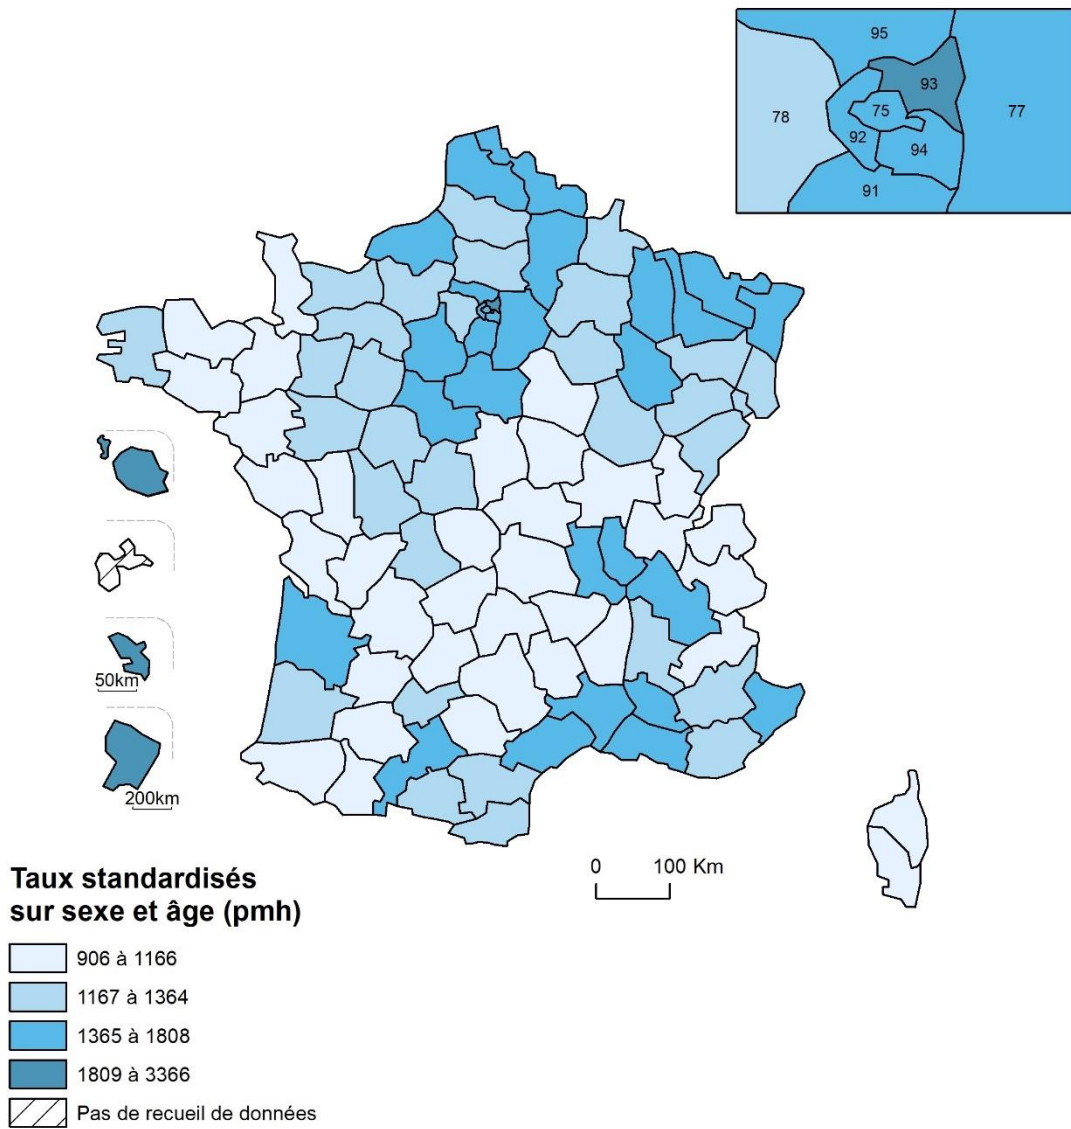 95
93
78
75
77
92
94
91
50km
200km
0 100 Km
Taux standardisés
sur sexe et âge (pmh)
906 à 1166
1167 à 1364
1365 à 1808
1809 à 3366
Pas de recueil de données